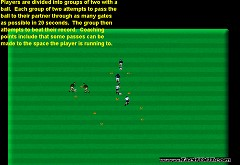 Players are divided into groups of two with a
ball. Each group of two attempts to pass the
ball to their partner through as many gates
as possible in 20 seconds. The group then
attempts to beat their record. Coaching
points include that some passes can be
made to the space the player is running to.